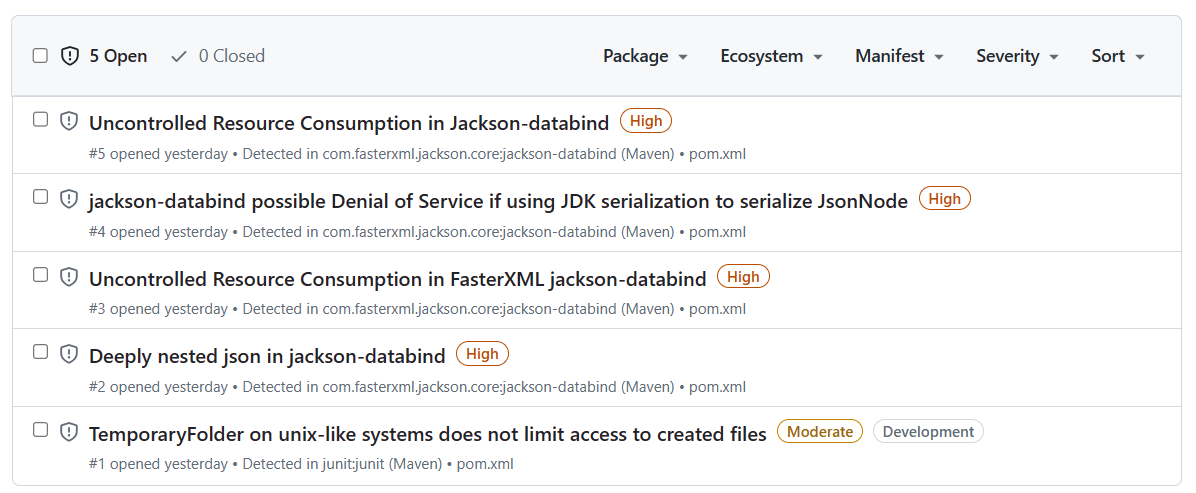 5 Open 0 Closed Package Ecosystem Manifest Severity Sort
Uncontrolled Resource Consumption in Jackson-databind High
#5 opened yesterday • Detected in com.fasterxml.jackson.core:jackson-databind (Maven) • pom.xml
jackson-databind possible Denial of Service if using JDK serialization to serialize JsonNode High
#4 opened yesterday • Detected in com.fasterxml.jackson.core:jackson-databind (Maven) • pom.xml
Uncontrolled Resource Consumption in FasterXML jackson-databind High
#3 opened yesterday • Detected in com.fasterxml.jackson.core:jackson-databind (Maven) • pom.xml
Deeply nested json in jackson-databind High
#2 opened yesterday • Detected in com.fasterxml.jackson.core:jackson-databind (Maven) • pom.xml
TemporaryFolder on unix-like systems does not limit access to created files Moderate Development
#1 opened yesterday • Detected in junit:junit (Maven) • pom.xml